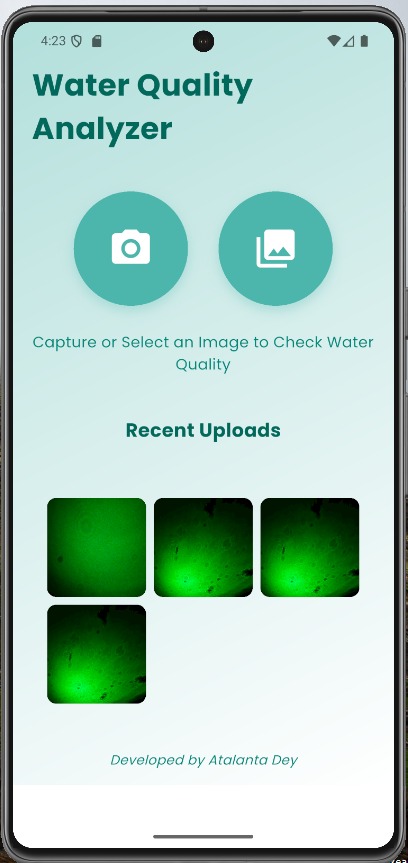 4:23
Water Quality
Analyzer
Capture or Select an Image to Check Water
Quality
Recent Uploads
Developed by Atalanta Dey